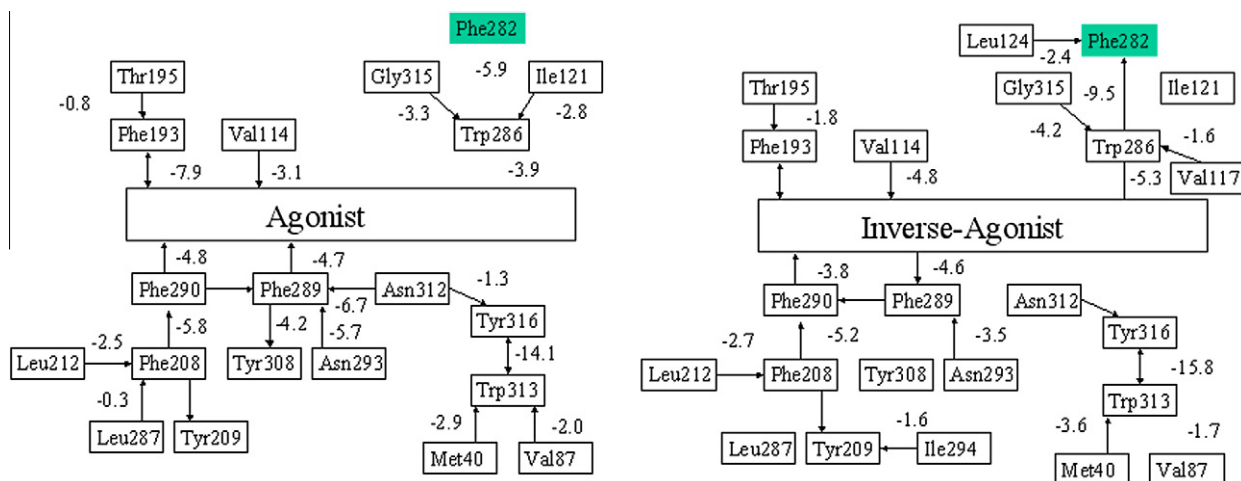 Phe282
-5.9
Thr195
Gly315
Ile121
-0.8
-3.3
-2.8
Phe193
Val114
Trp286
-7.9
-3.1
-3.9
Agonist
-4.8
-4.7
-1.3
Phe290
Phe289
Asn312
-6.7
Tyr316
-5.8
-4.2
-5.7
-2.5
-14.1
Leu212
Phe208
Tyr308
Asn293
-0.3
Trp313
-2.9
-2.0
Leu287
Tyr209
Met40
Val87
Leu124
Phe282
-2.4
Thr195
Gly315
-9.5
Ile121
-1.8
-4.2
-1.6
Phe193
Val114
Trp286
-4.8
-5.3
Val117
Inverse-Agonist
-3.8
-4.6
Phe290
Phe289
Asn312
Tyr316
-2.7
-5.2
-3.5
-15.8
Leu212
Phe208
Tyr308
Asn293
Trp313
-1.6
-3.6
-1.7
Leu287
Tyr209
Ile294
Met40
Val87